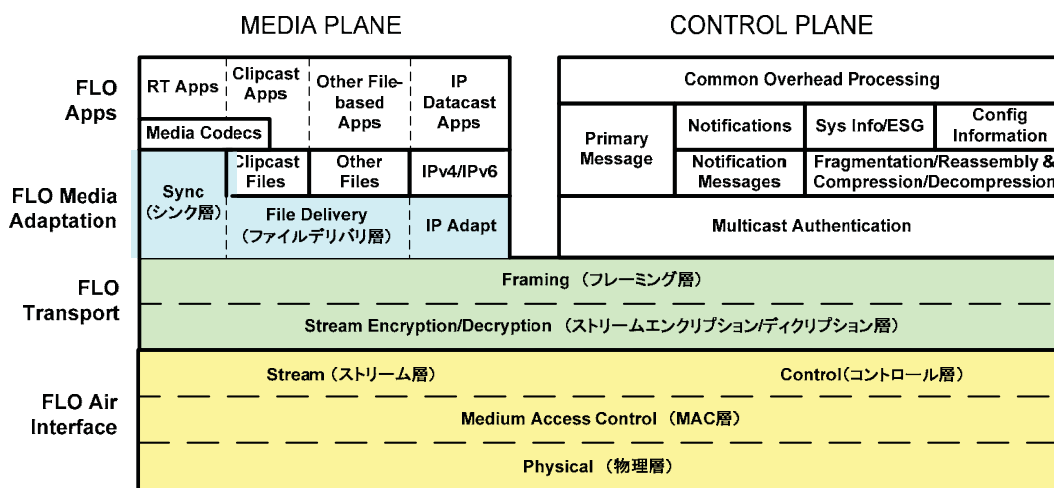 MEDIA PLANE
CONTROL PLANE
FLO
Apps
RT Apps
Clipcast
Apps
Other File-
based
Apps
IP
Datacast
Apps
Media Codecs
Common Overhead Processing
Primary
Message
Notifications
Sys Info/ESG
Config
Information
FLO Media
Adaptation
Sync
(シンク層)
Clipcast
Files
Other
Files
IPv4/IPv6
File Delivery
(ファイルデリバリ層)
IP Adapt
Notification
Messages
Fragmentation/Reassembly &
Compression/Decompression
Multicast Authentication
FLO
Transport
Framing (フレーミング層)
Stream Encryption/Decryption (ストリームエンクリプション/ディクリプション層)
FLO Air
Interface
Stream (ストリーム層)
Control(コントロール層)
Medium Access Control (MAC層)
Physical (物理層)